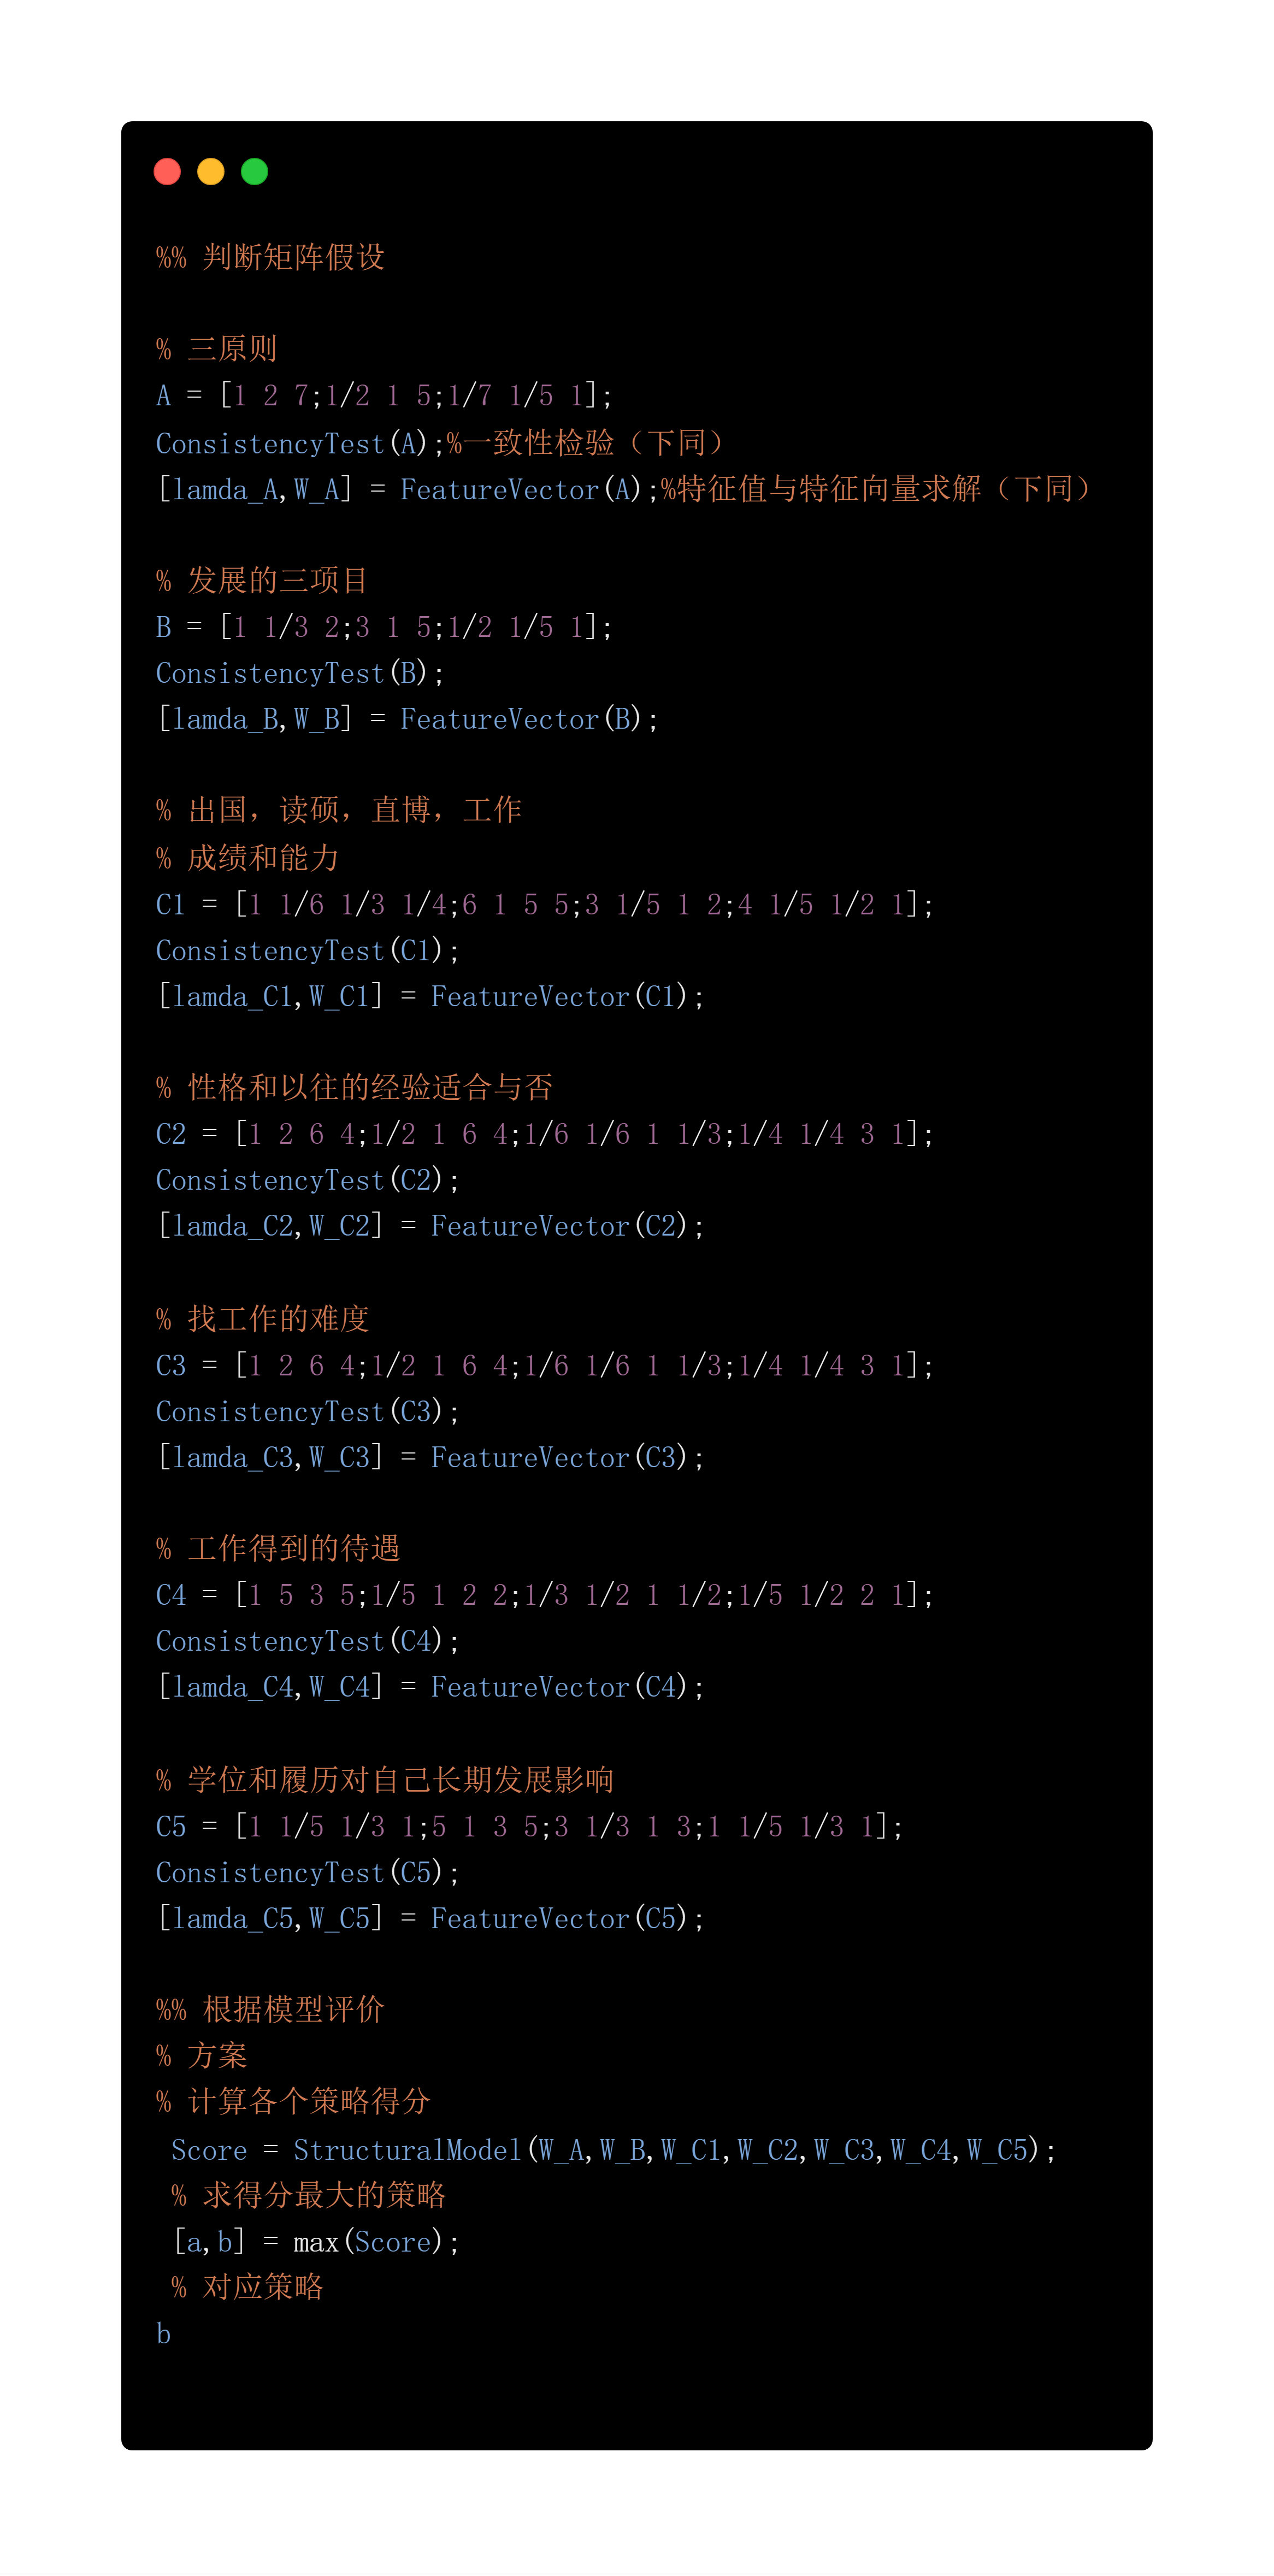 %% 判断矩阵假设
% 三原则
A = [1 2 7;1/2 1 5;1/7 1/5 1];
ConsistencyTest(A);%一致性检验（下同）
[lamda_A,W_A] = FeatureVector(A);%特征值与特征向量求解（下同）
% 发展的三项目
B = [1 1/3 2;3 1 5;1/2 1/5 1];
ConsistencyTest(B);
[lamda_B,W_B] = FeatureVector(B);
% 出国，读硕，直博，工作
% 成绩和能力
C1 = [1 1/6 1/3 1/4;6 1 5 5;3 1/5 1 2;4 1/5 1/2 1];
ConsistencyTest(C1);
[lamda_C1,W_C1] = FeatureVector(C1);
% 性格和以往的经验适合与否
C2 = [1 2 6 4;1/2 1 6 4;1/6 1/6 1 1/3;1/4 1/4 3 1];
ConsistencyTest(C2);
[lamda_C2,W_C2] = FeatureVector(C2);
% 找工作的难度
C3 = [1 2 6 4;1/2 1 6 4;1/6 1/6 1 1/3;1/4 1/4 3 1];
ConsistencyTest(C3);
[lamda_C3,W_C3] = FeatureVector(C3);
% 工作得到的待遇
C4 = [1 5 3 5;1/5 1 2 2;1/3 1/2 1 1/2;1/5 1/2 2 1];
ConsistencyTest(C4);
[lamda_C4,W_C4] = FeatureVector(C4);
% 学位和履历对自己长期发展影响
C5 = [1 1/5 1/3 1;5 1 3 5;3 1/3 1 3;1 1/5 1/3 1];
ConsistencyTest(C5);
[lamda_C5,W_C5] = FeatureVector(C5);
%% 根据模型评价
% 方案
% 计算各个策略得分
Score = StructuralModel(W_A,W_B,W_C1,W_C2,W_C3,W_C4,W_C5);
% 求得分最大的策略
[a,b] = max(Score);
% 对应策略
b